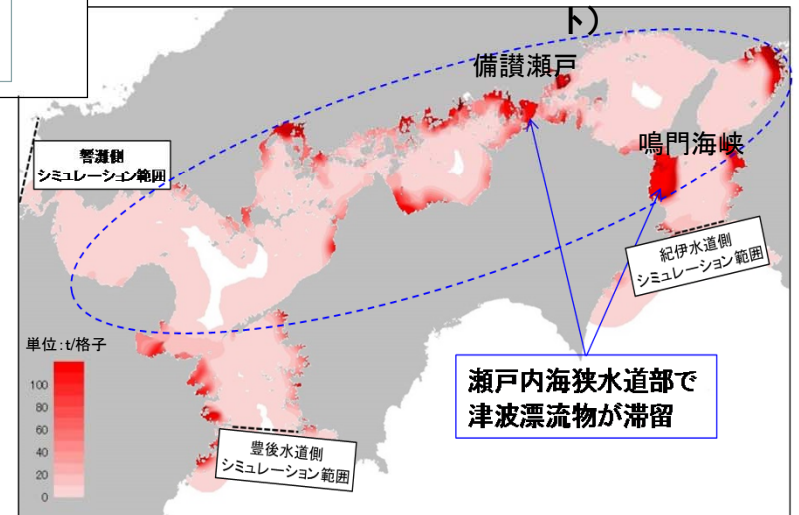 ト)
備讃瀬戸
鳴門海峡
響灘側
シミュレーション範囲
紀伊水道側
シミュレーション範囲
単位:t/格子
100
80
60
40
20
0
瀬戸内海狭水道部で
津波漂流物が滞留
豊後水道側
シミュレーション範囲